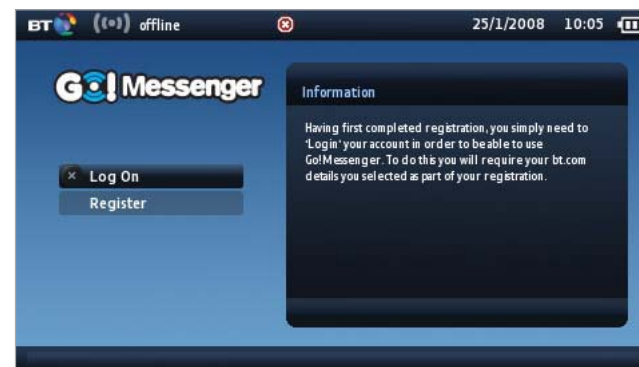 BT ((•)) offline 25/1/2008 10:05
GO! Messenger
Information
Having first completed registration, you simply need to
'Login' your account in order to be able to use
Go!Messenger. To do this you will require your bt.com
details you selected as part of your registration.
× Log On
Register